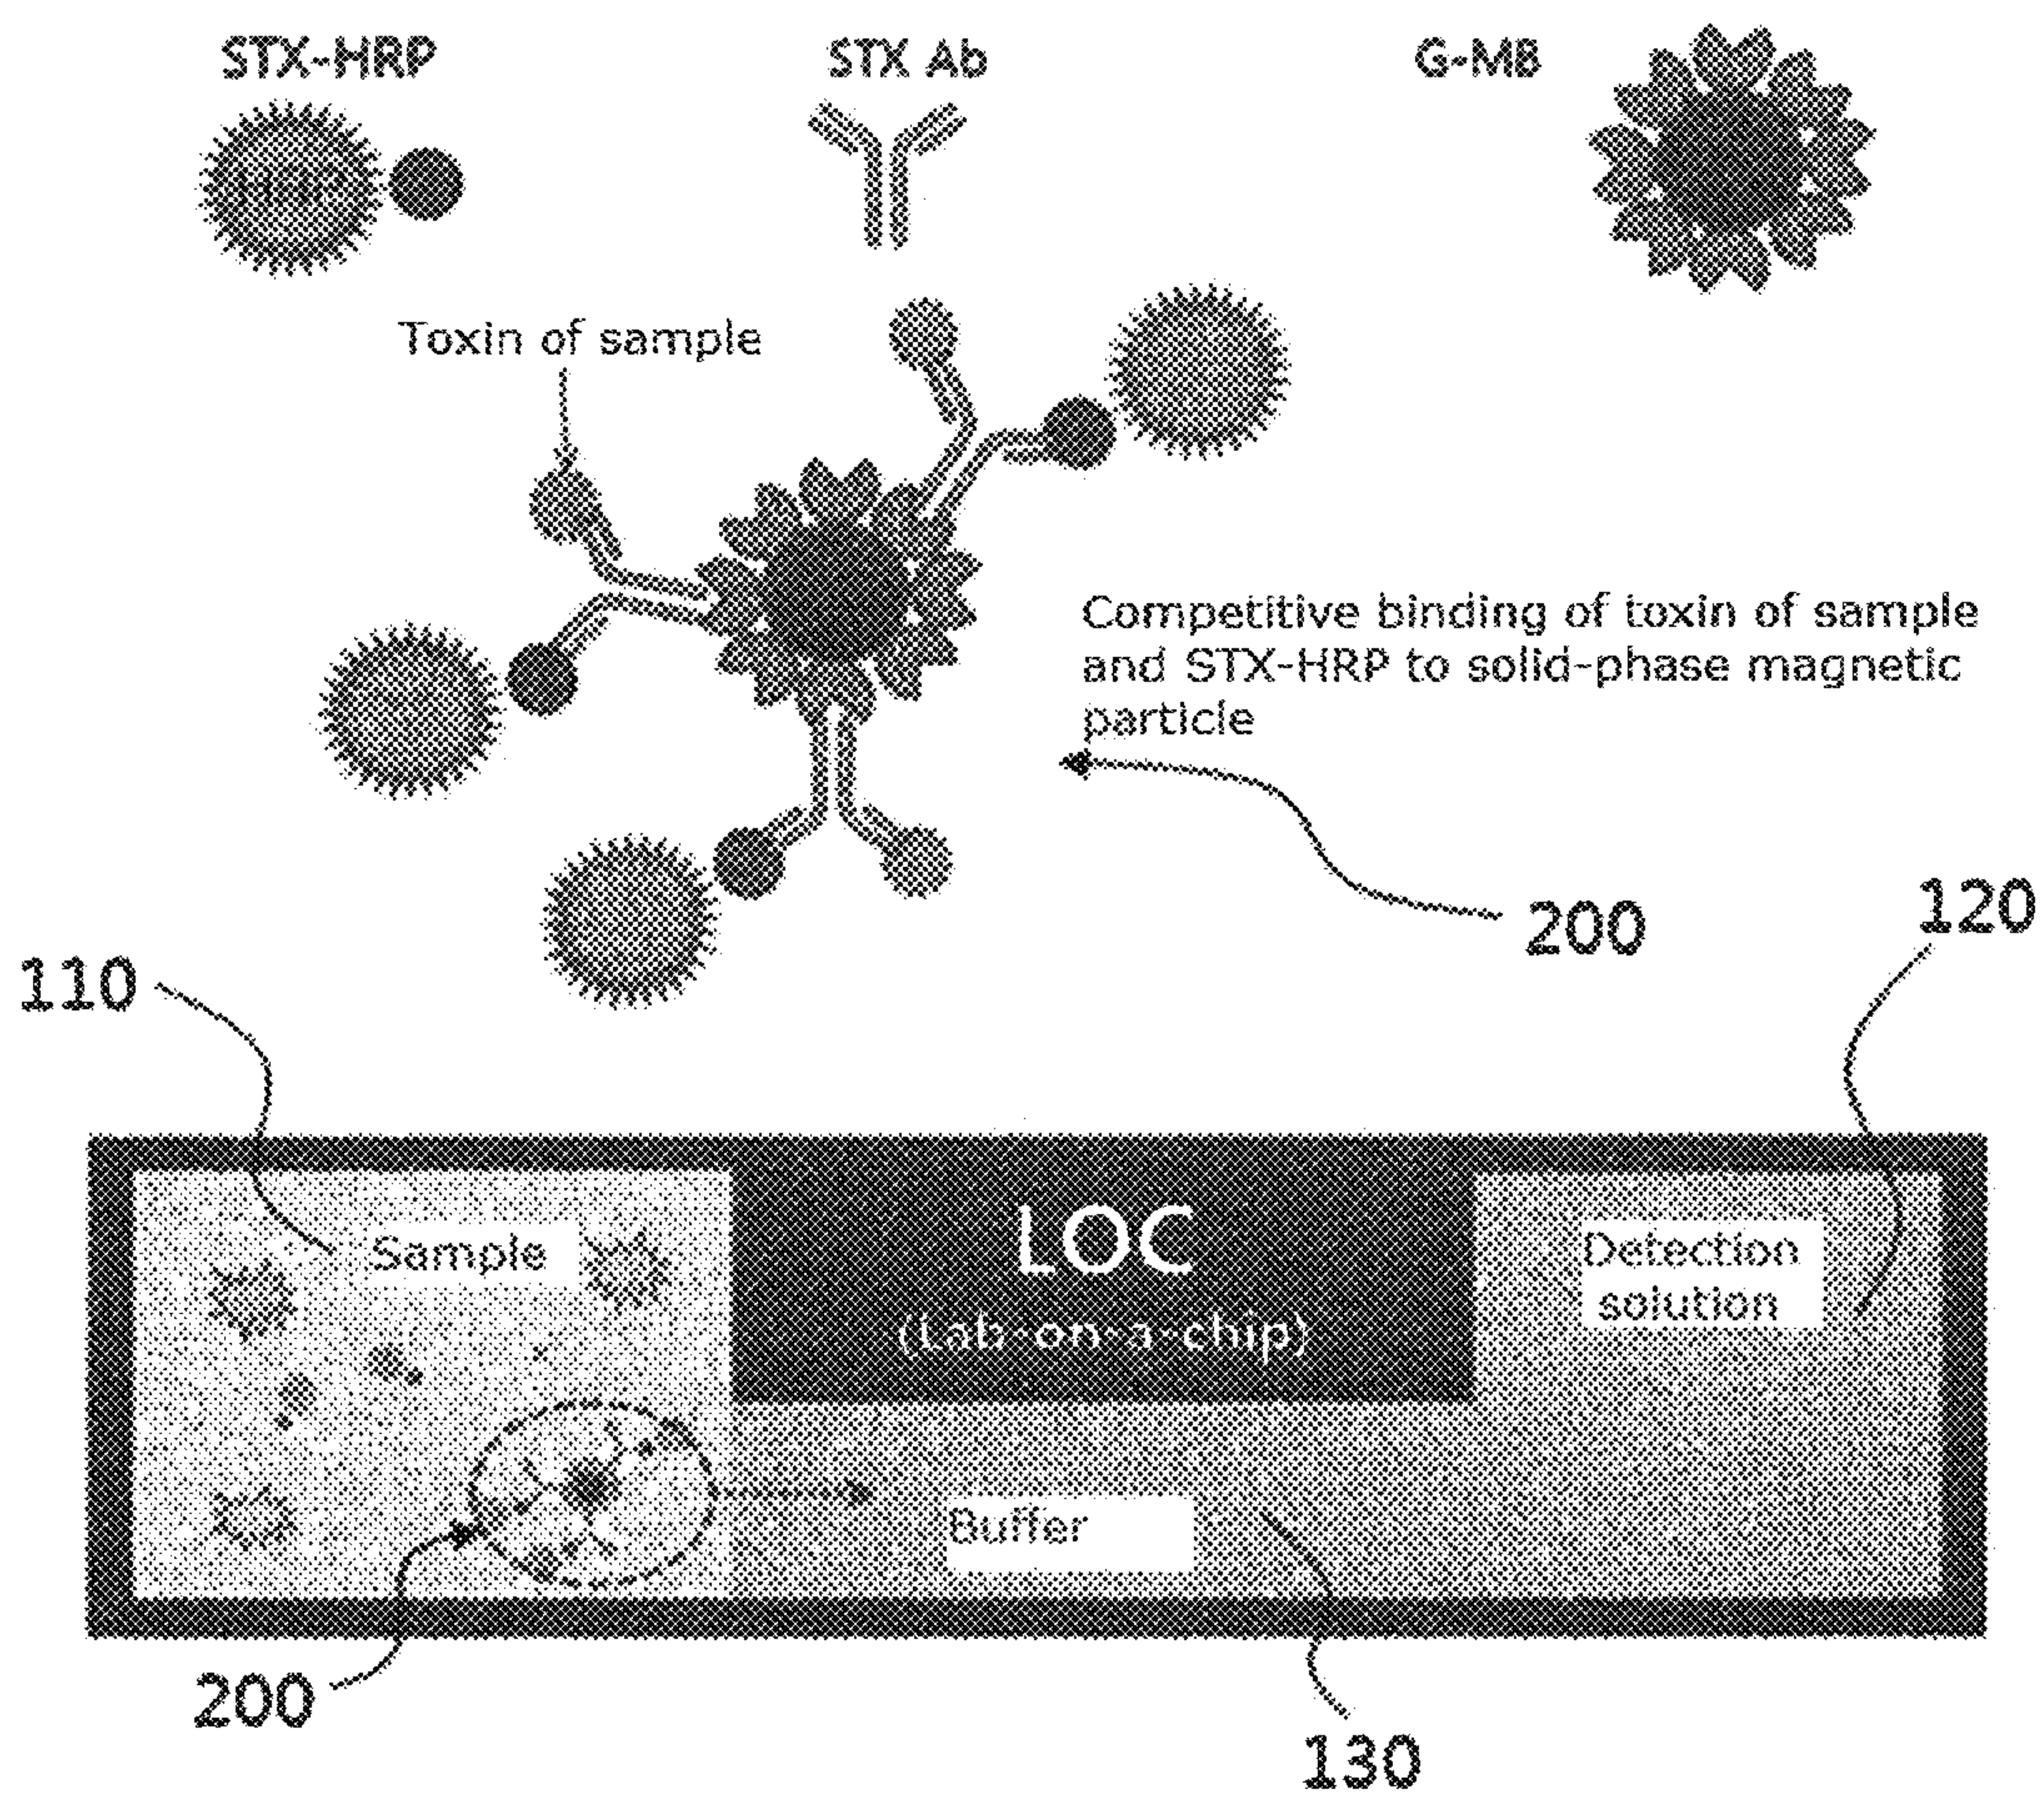 STX-HRP
STX Ab
G-MB
HRP
Toxin of sample
Competitive binding of toxin of sample
and STX-HRP to solid-phase magnetic
particle
200
120
110
LOC
(Lab-on-a-chip)
Sample
Detection
solution
Buffer
200
130